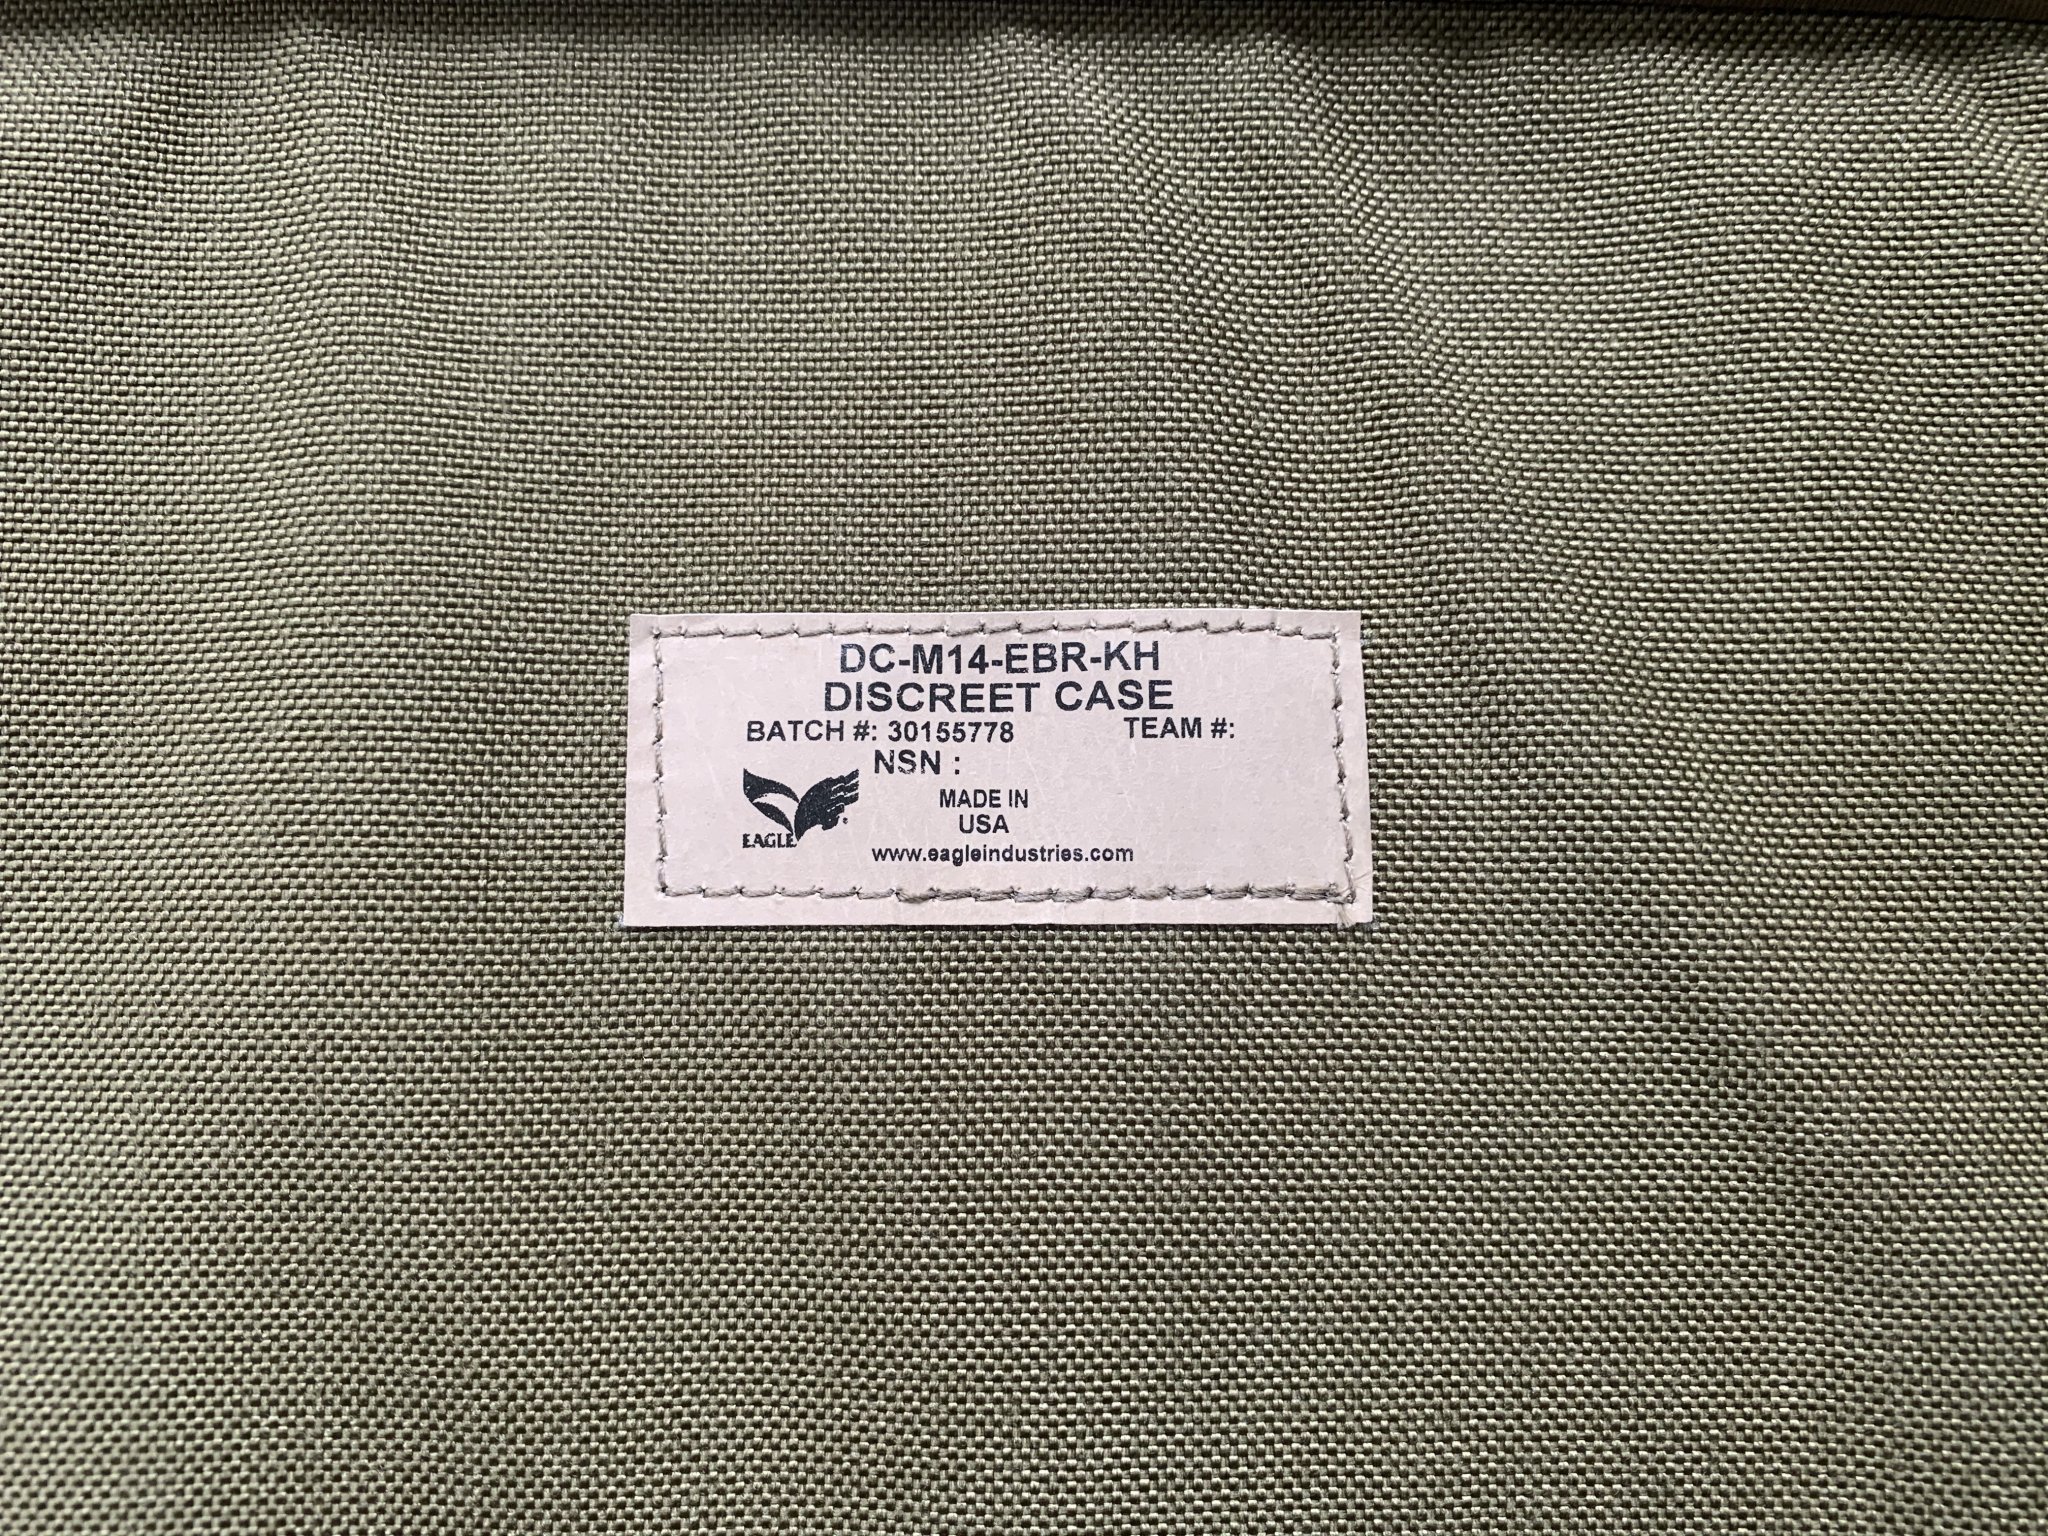 DC-M14-EBR-KH
DISCREET CASE
BATCH #: 30155778 TEAM #:
NSN :
MADE IN
USA
EAGLE ®
www.eagleindustries.com